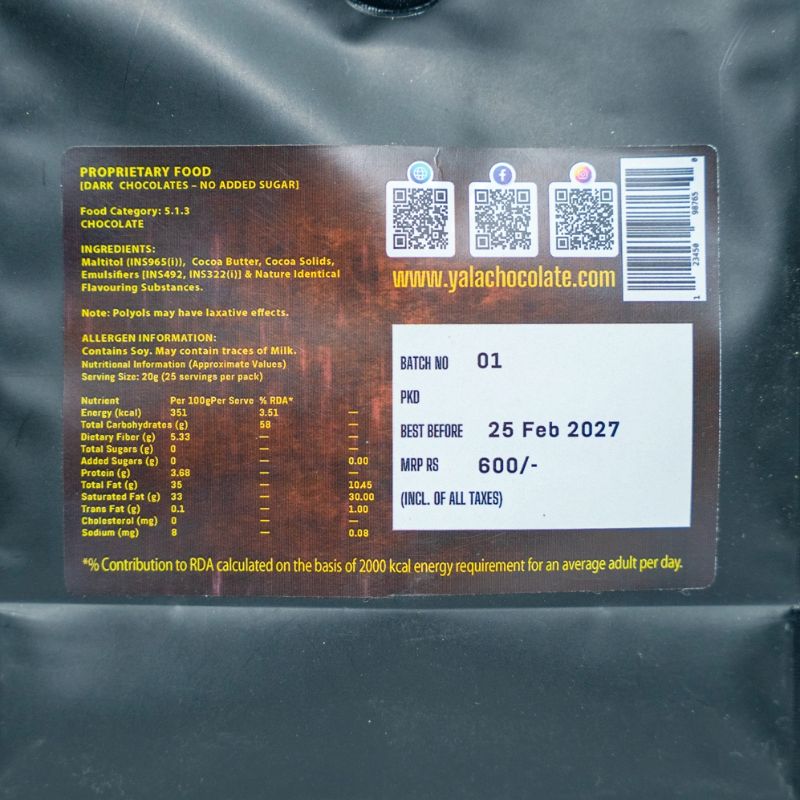 PROPRIETARY FOOD
[DARK CHOCOLATES – NO ADDED SUGAR]
Food Category: 5.1.3
CHOCOLATE
INGREDIENTS:
Maltitol (INS965(i)), Cocoa Butter, Cocoa Solids,
Emulsifiers [INS492, INS322(i)] & Nature Identical
Flavouring Substances.
Note: Polyols may have laxative effects.
ALLERGEN INFORMATION:
Contains Soy. May contain traces of Milk.
Nutritional Information (Approximate Values)
Serving Size: 20g (25 servings per pack)
Nutrient Per 100gPer Serve % RDA*
Energy (kcal) 351 3.51 —
Total Carbohydrates (g) 58 —
Dietary Fiber (g) 5.33 — —
Total Sugars (g) 0 — —
Added Sugars (g) 0 — 0.00
Protein (g) 3.68 — —
Total Fat (g) 35 — 10.45
Saturated Fat (g) 33 — 30.00
Trans Fat (g) 0.1 — 1.00
Cholesterol (mg) 0 — —
Sodium (mg) 8 — 0.08
*% Contribution to RDA calculated on the basis of 2000 kcal energy requirement for an average adult per day.
www.yalachocolate.com
1 23450 98765 0
BATCH NO 01
PKD
BEST BEFORE 25 Feb 2027
MRP RS 600/-
(INCL. OF ALL TAXES)